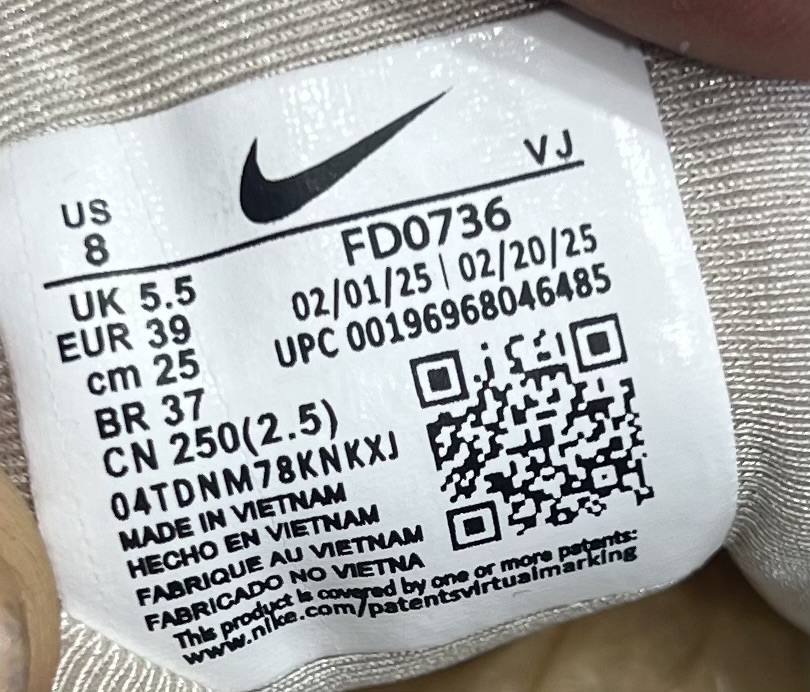 VJ
US
8
FD0736
02/01/25 | 02/20/25
UPC 00196968046485
UK 5.5
EUR 39
cm 25
BR 37
CN 250(2.5)
04TDNM78KNKXJ
MADE IN VIETNAM
HECHO EN VIETNAM
FABRIQUE AU VIETNAM
FABRICADO NO VIETNA
This product is covered by one or more patents:
www.nike.com/patentsvirtualmarking